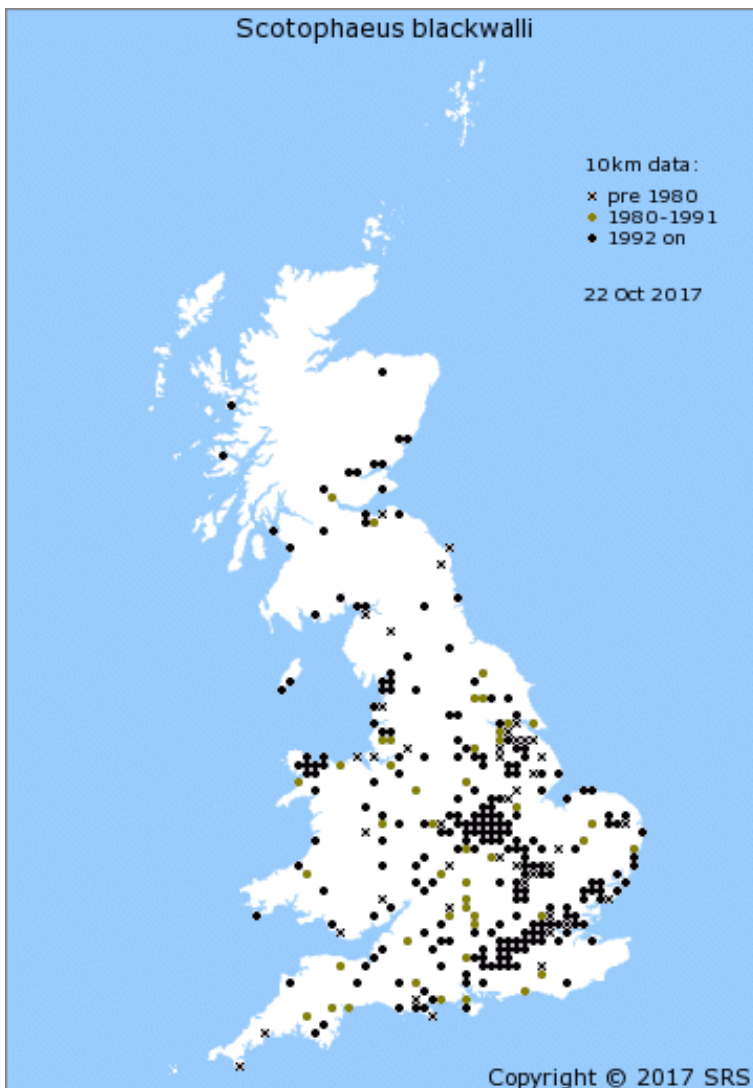 Scotophaeus blackwalli
10km data:
pre 1980
1980-1991
1992 on
22 Oct 2017
Copyright © 2017 SRS